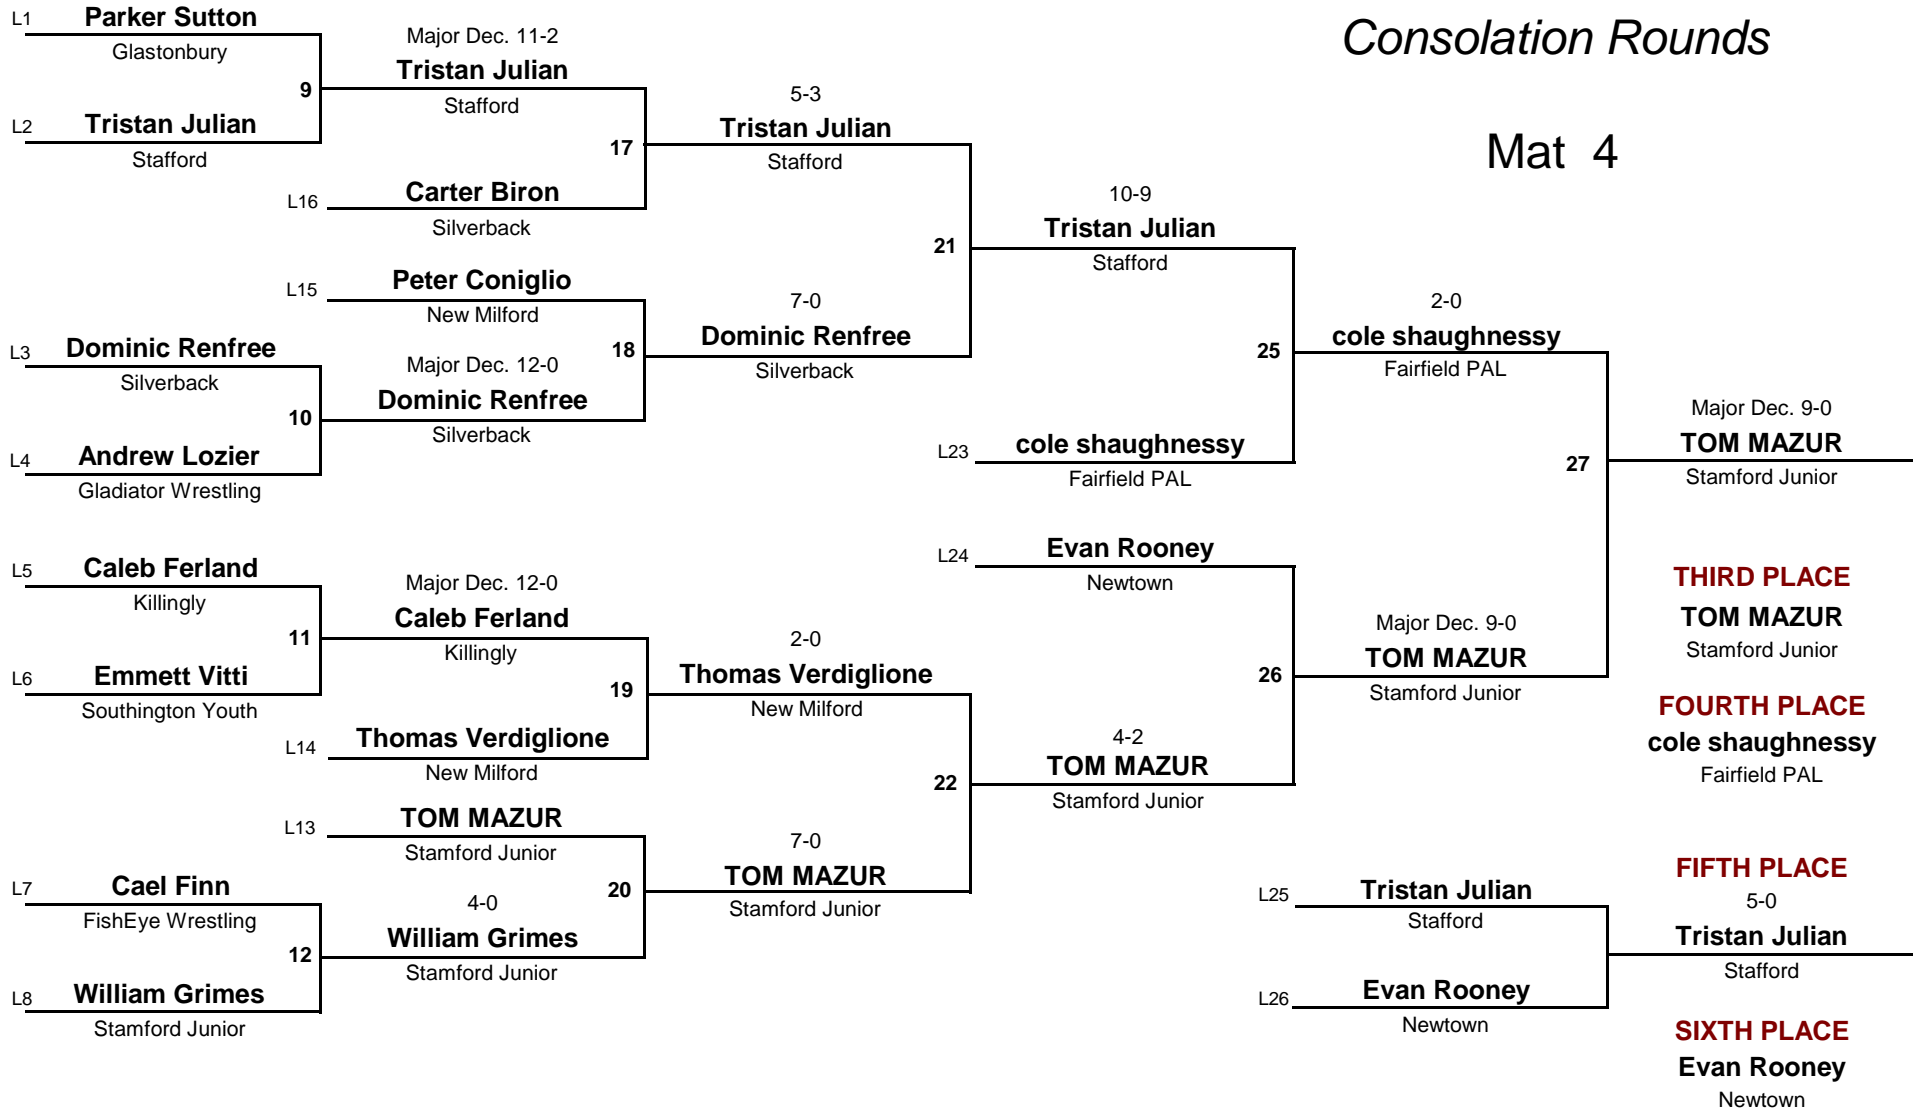 Consolation Rounds
Mat 4
L1
Parker Sutton
Glastonbury
9
L2
Tristan Julian
Stafford
Major Dec. 11-2
Tristan Julian
Stafford
17
L16
Carter Biron
Silverback
5-3
Tristan Julian
Stafford
21
L15
Peter Coniglio
New Milford
L3
Dominic Renfree
Silverback
10
L4
Andrew Lozier
Gladiator Wrestling
18
Major Dec. 12-0
Dominic Renfree
Silverback
7-0
Dominic Renfree
Silverback
10-9
Tristan Julian
Stafford
25
L23
cole shaughnessy
Fairfield PAL
2-0
cole shaughnessy
Fairfield PAL
27
L5
Caleb Ferland
Killingly
11
L6
Emmett Vitti
Southington Youth
Major Dec. 12-0
Caleb Ferland
Killingly
19
L14
Thomas Verdiglione
New Milford
2-0
Thomas Verdiglione
New Milford
22
L13
TOM MAZUR
Stamford Junior
L7
Cael Finn
FishEye Wrestling
12
L8
William Grimes
Stamford Junior
20
4-0
William Grimes
Stamford Junior
7-0
TOM MAZUR
Stamford Junior
L24
Evan Rooney
Newtown
26
4-2
TOM MAZUR
Stamford Junior
Major Dec. 9-0
TOM MAZUR
Stamford Junior
Major Dec. 9-0
TOM MAZUR
Stamford Junior
THIRD PLACE
TOM MAZUR
Stamford Junior
FOURTH PLACE
cole shaughnessy
Fairfield PAL
L25
Tristan Julian
Stafford
L26
Evan Rooney
Newtown
FIFTH PLACE
5-0
Tristan Julian
Stafford
SIXTH PLACE
Evan Rooney
Newtown